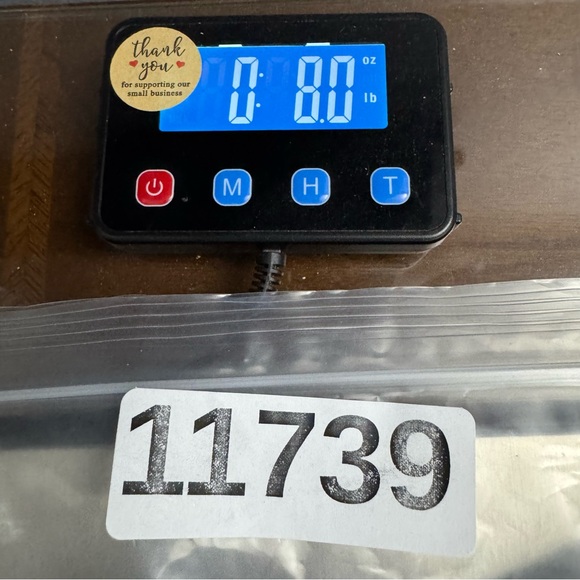 thank
you
for supporting our
small business
0: 8.0 oz
lb
M H T
11739